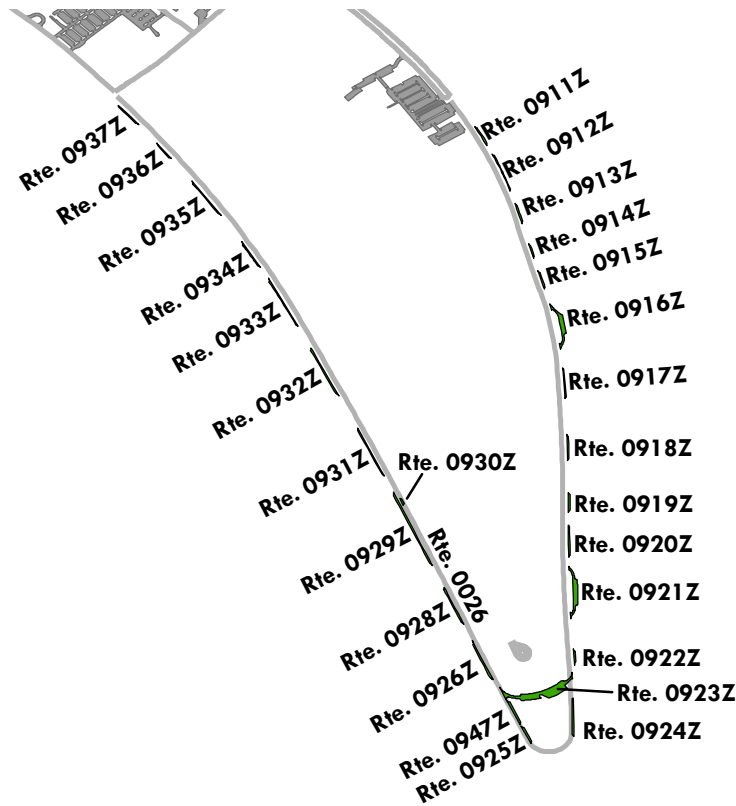 Rte. 0911Z
Rte. 0912Z
Rte. 0913Z
Rte. 0914Z
Rte. 0915Z
Rte. 0916Z
Rte. 0917Z
Rte. 0918Z
Rte. 0919Z
Rte. 0920Z
Rte. 0921Z
Rte. 0922Z
Rte. 0923Z
Rte. 0924Z
Rte. 0937Z
Rte. 0936Z
Rte. 0935Z
Rte. 0934Z
Rte. 0933Z
Rte. 0932Z
Rte. 0931Z
Rte. 0930Z
Rte. 0929Z
Rte. 0026
Rte. 0928Z
Rte. 0926Z
Rte. 0947Z
Rte. 0925Z